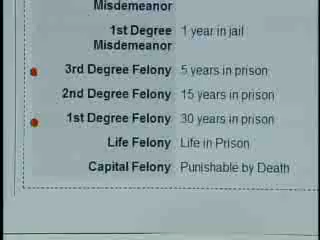 Misdemeanor
1st Degree 1 year in jail
Misdemeanor
3rd Degree Felony 5 years in prison
2nd Degree Felony 15 years in prison
1st Degree Felony 30 years in prison
Life Felony Life in Prison
Capital Felony Punishable by Death